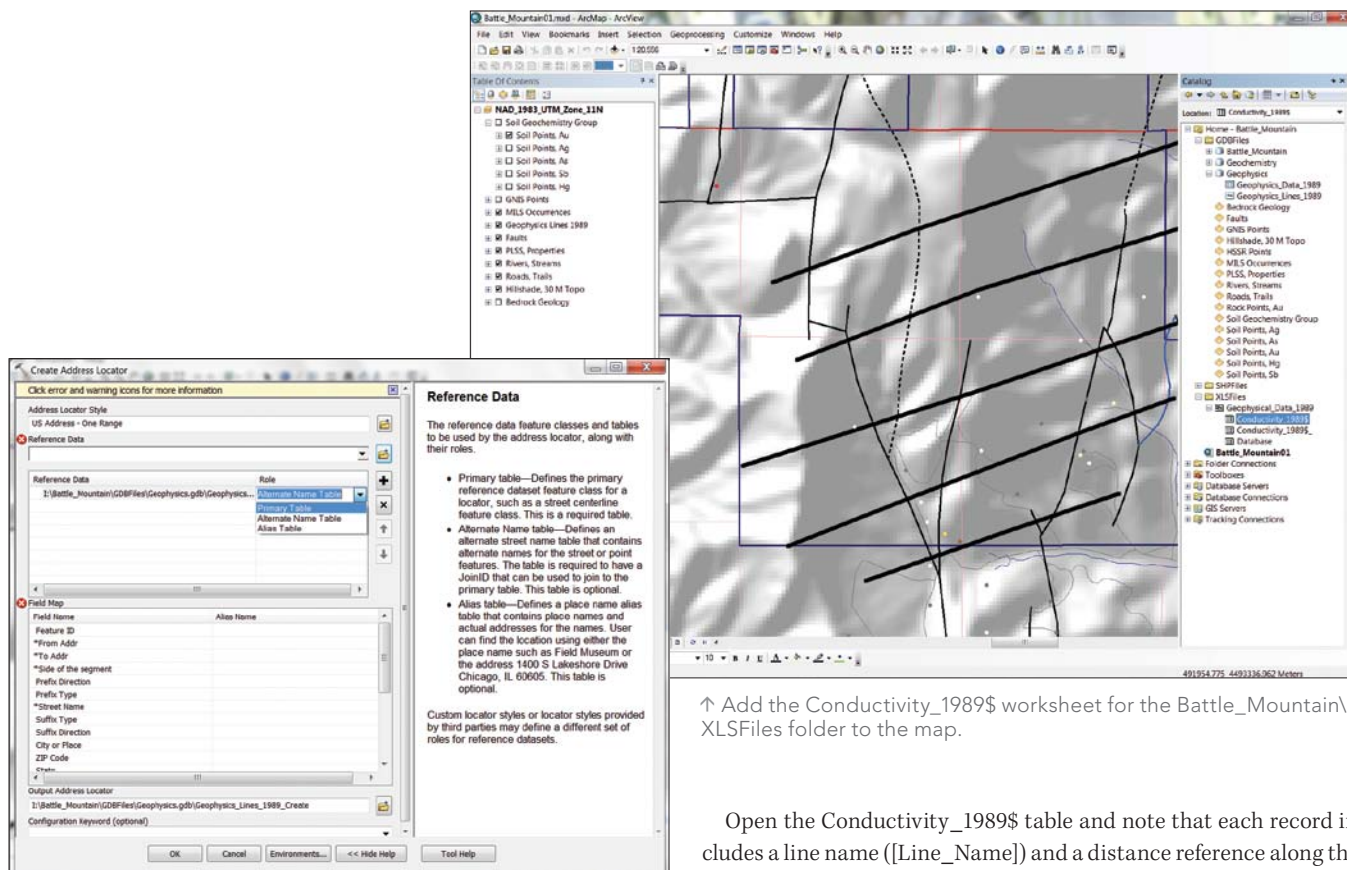 Battle_Mountain01.mxd - ArcMap - ArcView
File Edit View Bookmarks Insert Selection Geoprocessing Customize Windows Help
Table Of Contents
NAD_1983_UTM_Zone_11N
Soil Geochemistry Group
Soil Points, Au
Soil Points, Ag
Soil Points, As
Soil Points, Sb
Soil Points, Hg
GNIS Points
MILS Occurrences
Geophysics Lines 1989
Faults
PLSS, Properties
Rivers, Streams
Roads, Trails
Hillshade, 30 M Topo
Bedrock Geology
Catalog
Location: Conductivity_1989$
Home - Battle_Mountain
GDBFiles
Battle_Mountain
Geochemistry
Geophysics
Geophysics_Data_1989
Geophysics_Lines_1989
Bedrock Geology
Faults
GNIS Points
Hillshade, 30 M Topo
HSSR Points
MILS Occurrences
PLSS, Properties
Rivers, Streams
Roads, Trails
Rock Points, Au
Soil Geochemistry Group
Soil Points, Ag
Soil Points, As
Soil Points, Au
Soil Points, Hg
Soil Points, Sb
SHPFiles
XLSFiles
Geophysical_Data_1989
Conductivity_1989$
Conductivity_1989$_
Database
Battle_Mountain01
Folder Connections
Toolboxes
Database Servers
Database Connections
GIS Servers
Tracking Connections
10 B I U A
491954.775 4493336.962 Meters
Create Address Locator
Click error and warning icons for more information
Address Locator Style
US Address - One Range
Reference Data
Reference Data Role
I:\Battle_Mountain\GDBFiles\Geophysics.gdb\Geophysics... Alternate Name Table
Primary Table
Alternate Name Table
Alias Table
Field Map
Field Name Alias Name
Feature ID
*From Addr
*To Addr
*Side of the segment
Prefix Direction
Prefix Type
*Street Name
Suffix Type
Suffix Direction
City or Place
ZIP Code
State
Output Address Locator
I:\Battle_Mountain\GDBFiles\Geophysics.gdb\Geophysics_Lines_1989_Create
Configuration Keyword (optional)
OK Cancel Environments... << Hide Help Tool Help
Reference Data
The reference data feature classes and tables
to be used by the address locator, along with
their roles.
• Primary table—Defines the primary
reference dataset feature class for a
locator, such as a street centerline
feature class. This is a required table.
• Alternate Name table—Defines an
alternate street name table that contains
alternate names for the street or point
features. The table is required to have a
JoinID that can be used to join to the
primary table. This table is optional.
• Alias table—Defines a place name alias
table that contains place names and
actual addresses for the names. User
can find the location using either the
place name such as Field Museum or
the address 1400 S Lakeshore Drive
Chicago, IL 60605. This table is
optional.
Custom locator styles or locator styles provided
by third parties may define a different set of
roles for reference datasets.
↑ Add the Conductivity_1989$ worksheet for the Battle_Mountain\
XLSFiles folder to the map.
Open the Conductivity_1989$ table and note that each record in
cludes a line name ([Line_Name]) and a distance reference along th